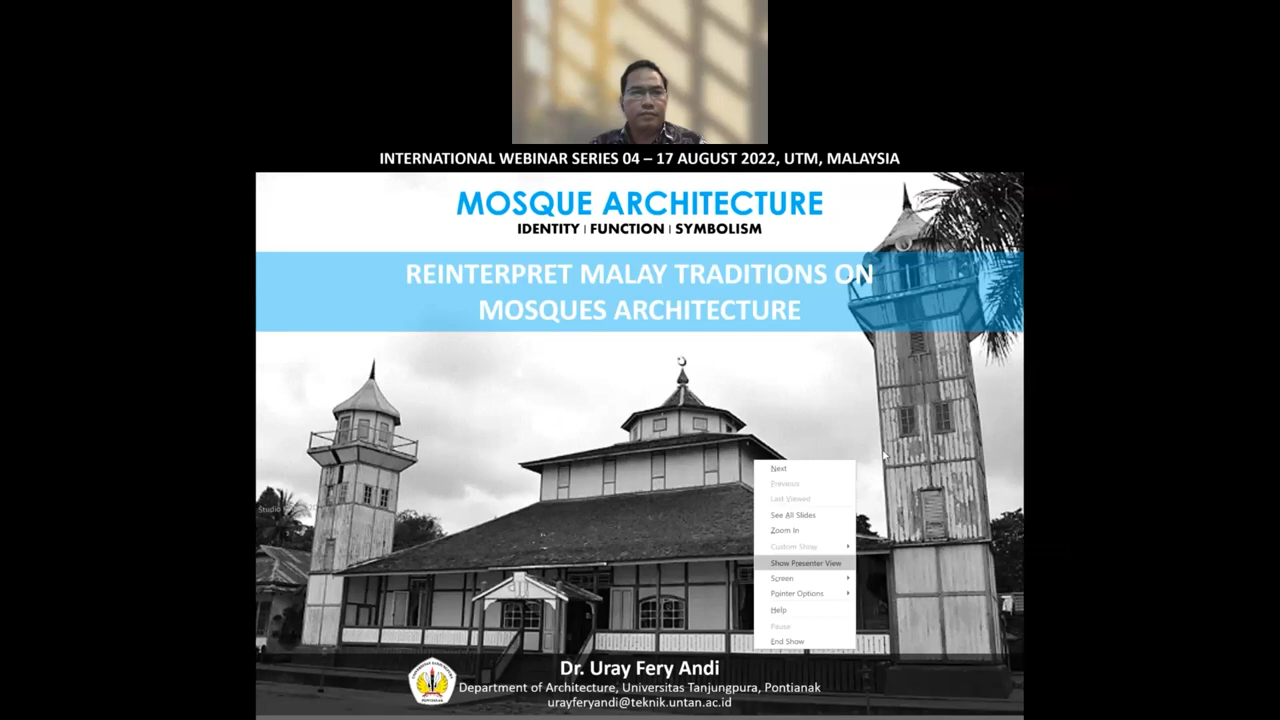 INTERNATIONAL WEBINAR SERIES 04 – 17 AUGUST 2022, UTM, MALAYSIA
MOSQUE ARCHITECTURE
IDENTITY | FUNCTION | SYMBOLISM
REINTERPRET MALAY TRADITIONS ON
MOSQUES ARCHITECTURE
Next
Previous
Last Viewed
See All Slides
Zoom In
Custom Show
Show Presenter View
Screen
Pointer Options
Help
Pause
End Show
Studio
Dr. Uray Fery Andi
Department of Architecture, Universitas Tanjungpura, Pontianak
urayferyandi@teknik.untan.ac.id